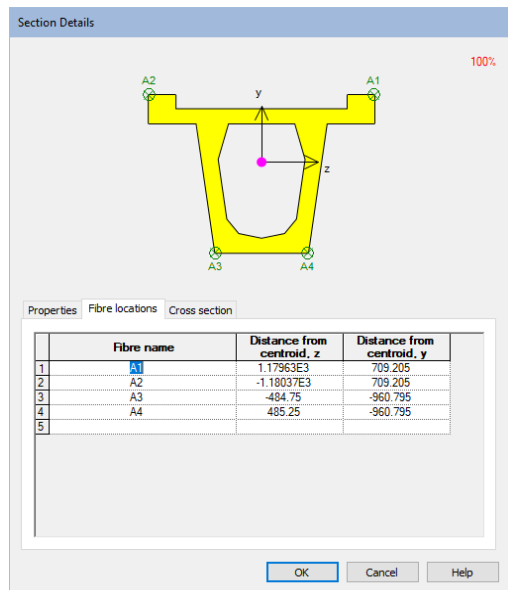 Section Details
100%
A2
A1
y
z
A3
A4
Properties Fibre locations Cross section
Fibre name Distance from centroid, z Distance from centroid, y
1 A1 1.17963E3 709.205
2 A2 -1.18037E3 709.205
3 A3 -484.75 -960.795
4 A4 485.25 -960.795
5
OK Cancel Help